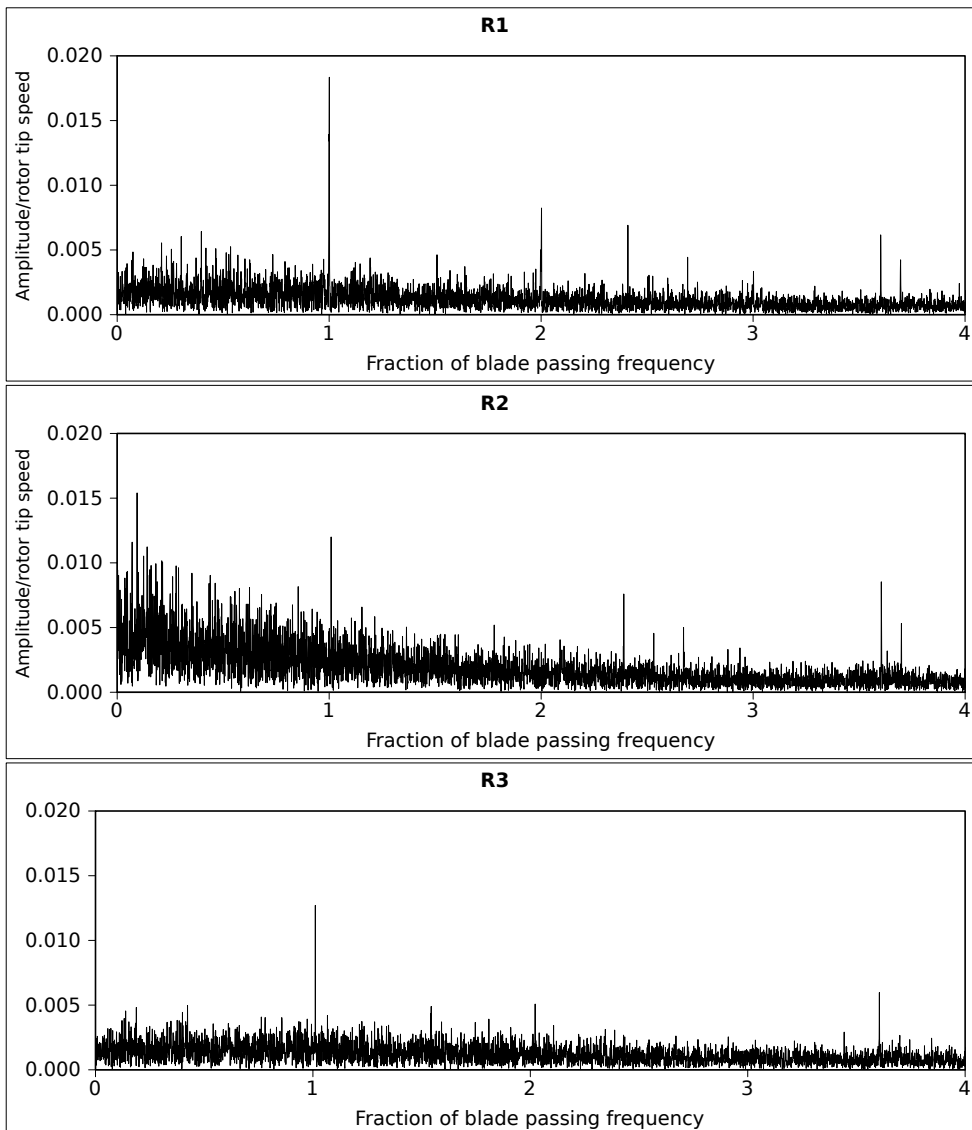 R1
Amplitude/rotor tip speed
0.020
0.015
0.010
0.005
0.000
0 1 2 3 4
Fraction of blade passing frequency
R2
Amplitude/rotor tip speed
0.020
0.015
0.010
0.005
0.000
0 1 2 3 4
Fraction of blade passing frequency
R3
0.020
0.015
0.010
0.005
0.000
0 1 2 3 4
Fraction of blade passing frequency